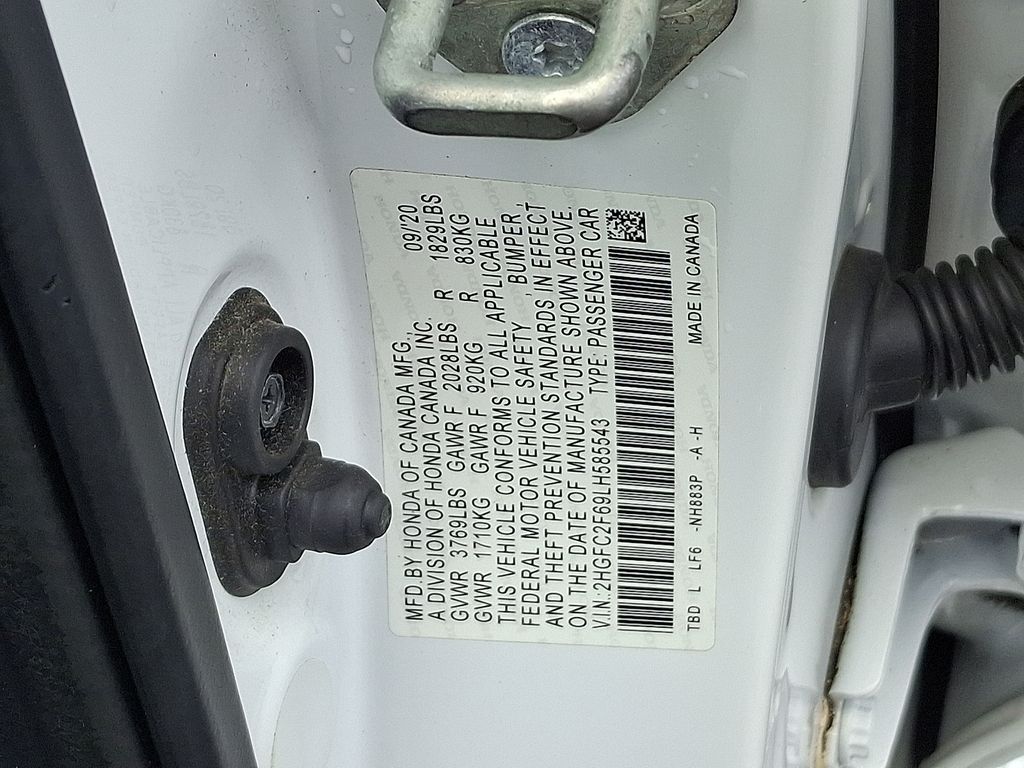 MFD BY HONDA OF CANADA MFG., 09/20
A DIVISION OF HONDA CANADA INC.
GVWR 3769LBS GAWR F 2028LBS R 1829LBS
GVWR 1710KG GAWR F 920KG R 830KG
THIS VEHICLE CONFORMS TO ALL APPLICABLE
FEDERAL MOTOR VEHICLE SAFETY, BUMPER,
AND THEFT PREVENTION STANDARDS, IN EFFECT
ON THE DATE OF MANUFACTURE SHOWN ABOVE.
V.I.N.:2HGFC2F69LH585543 TYPE: PASSENGER CAR
TBD L LF6 -NH883P -A -H MADE IN CANADA